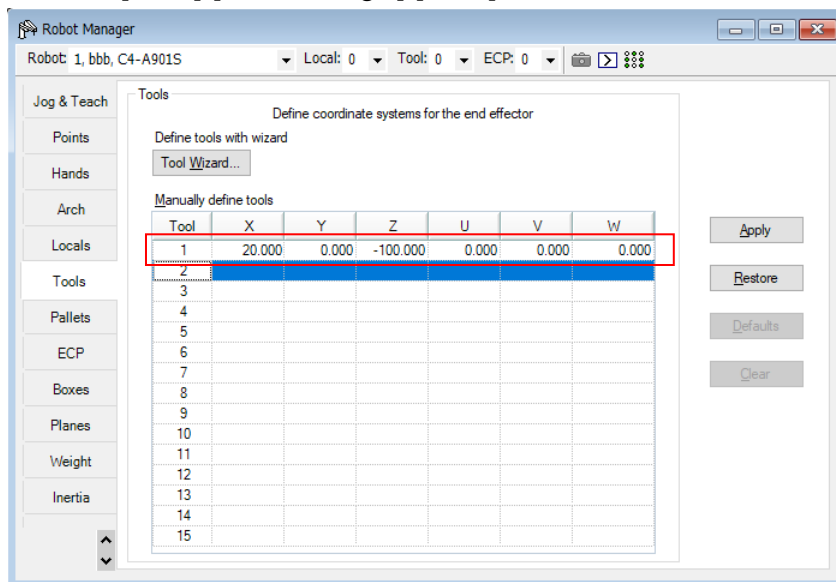 Robot Manager
Robot: 1, bbb, C4-A901S Local: 0 Tool: 0 ECP: 0
Jog & Teach
Points
Hands
Arch
Locals
Tools
Pallets
ECP
Boxes
Planes
Weight
Inertia
Tools
Define coordinate systems for the end effector
Define tools with wizard
Tool Wizard...
Manually define tools
Tool X Y Z U V W
1 20.000 0.000 -100.000 0.000 0.000 0.000
2
3
4
5
6
7
8
9
10
11
12
13
14
15
Apply
Restore
Defaults
Clear